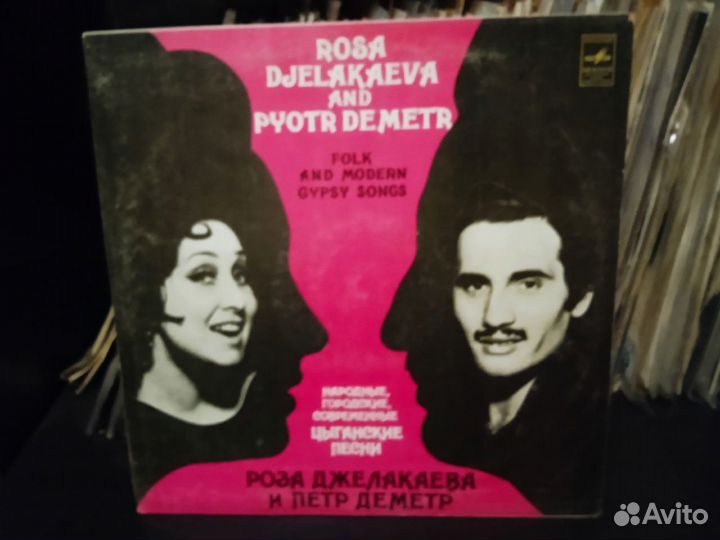 ROSA
DJELAKAEVA
AND
PYOTR DEMETR
FOLK
AND MODERN
GYPSY SONGS
НАРОДНЫЕ,
ГОРОДСКИЕ,
СОВРЕМЕННЫЕ
ЦЫГАНСКИЕ
ПЕСНИ
РОЗА ДЖЕЛАКАЕВА
И ПЕТР ДЕМЕТР
Avito